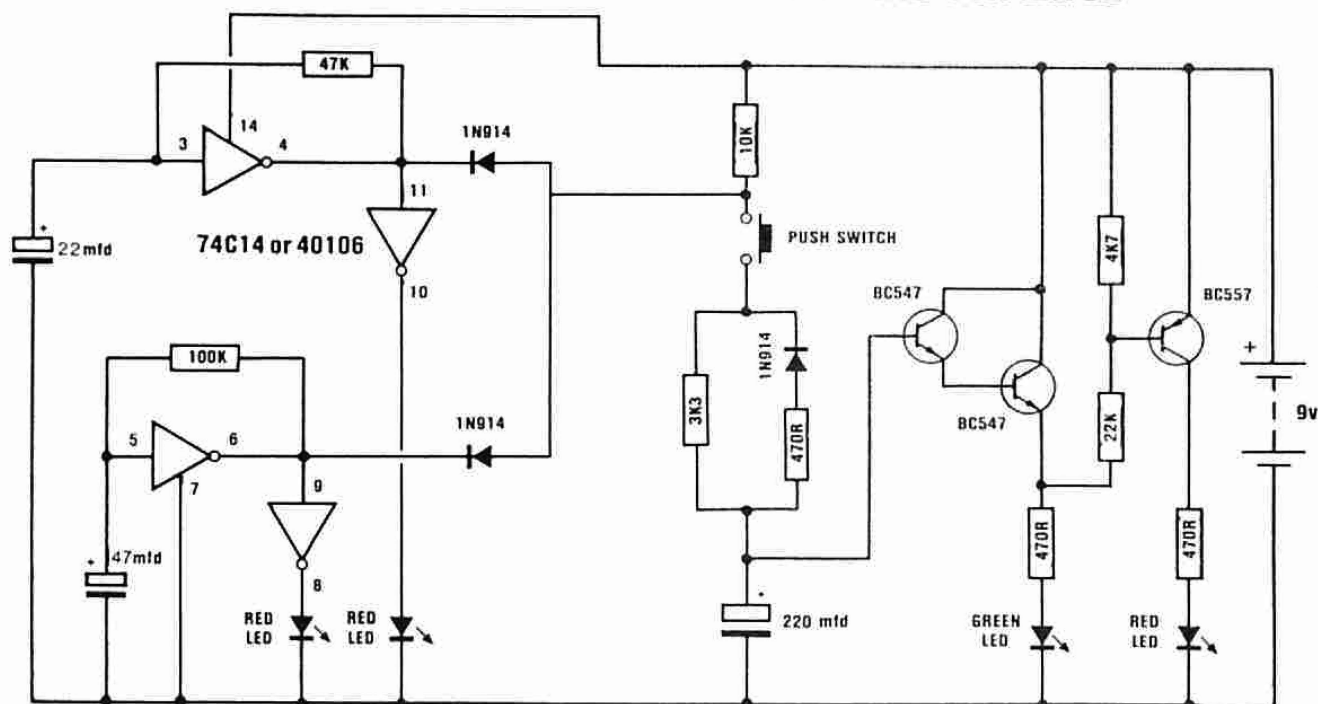 47K
14
3
4
1N914
10K
11
+
22mfd
74C14 or 40106
PUSH SWITCH
4K7
10
BC547
BC557
100K
1N914
+
3K3
470R
1N914
5
6
7
9
BC547
22K
9v
+
47mfd
8
470R
470R
RED
LED
RED
LED
220 mfd
GREEN
LED
RED
LED